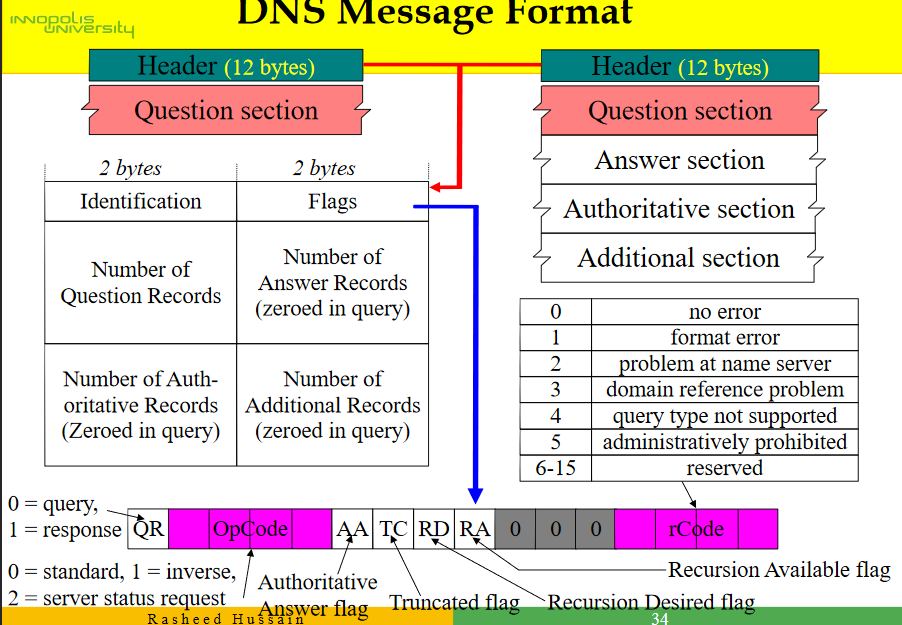 DNS Message Format
INNOPOLIS
UNIVERSITY
Header (12 bytes)
Question section
Header (12 bytes)
Question section
Answer section
Authoritative section
Additional section
2 bytes
2 bytes
Identification
Flags
Number of
Question Records
Number of
Answer Records
(zeroed in query)
Number of Auth-
oritative Records
(Zeroed in query)
Number of
Additional Records
(zeroed in query)
0 no error
1 format error
2 problem at name server
3 domain reference problem
4 query type not supported
5 administratively prohibited
6-15 reserved
0 = query,
1 = response
QR OpCode AA TC RD RA 0 0 0 rCode
0 = standard, 1 = inverse,
2 = server status request
Authoritative
Answer flag
Truncated flag
Recursion Desired flag
Recursion Available flag
Rasheed Hussain
34